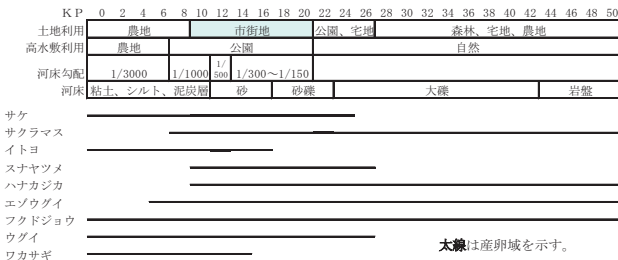 KP 0 2 4 6 8 10 12 14 16 18 20 22 24 26 28 30 32 34 36 38 40 42 44 46 48 50
土地利用 農地 市街地 公園、宅地 森林、宅地、農地
高水敷利用 農地 公園 自然
河床勾配 1/3000 1/1000 1/500 1/300～1/150
河床 粘土、シルト、泥炭層 砂 砂礫 大礫 岩盤
サケ
サクラマス
イトヨ
スナヤツメ
ハナカジカ
エゾウグイ
フクドジョウ
ウグイ
ワカサギ
太線は産卵域を示す。